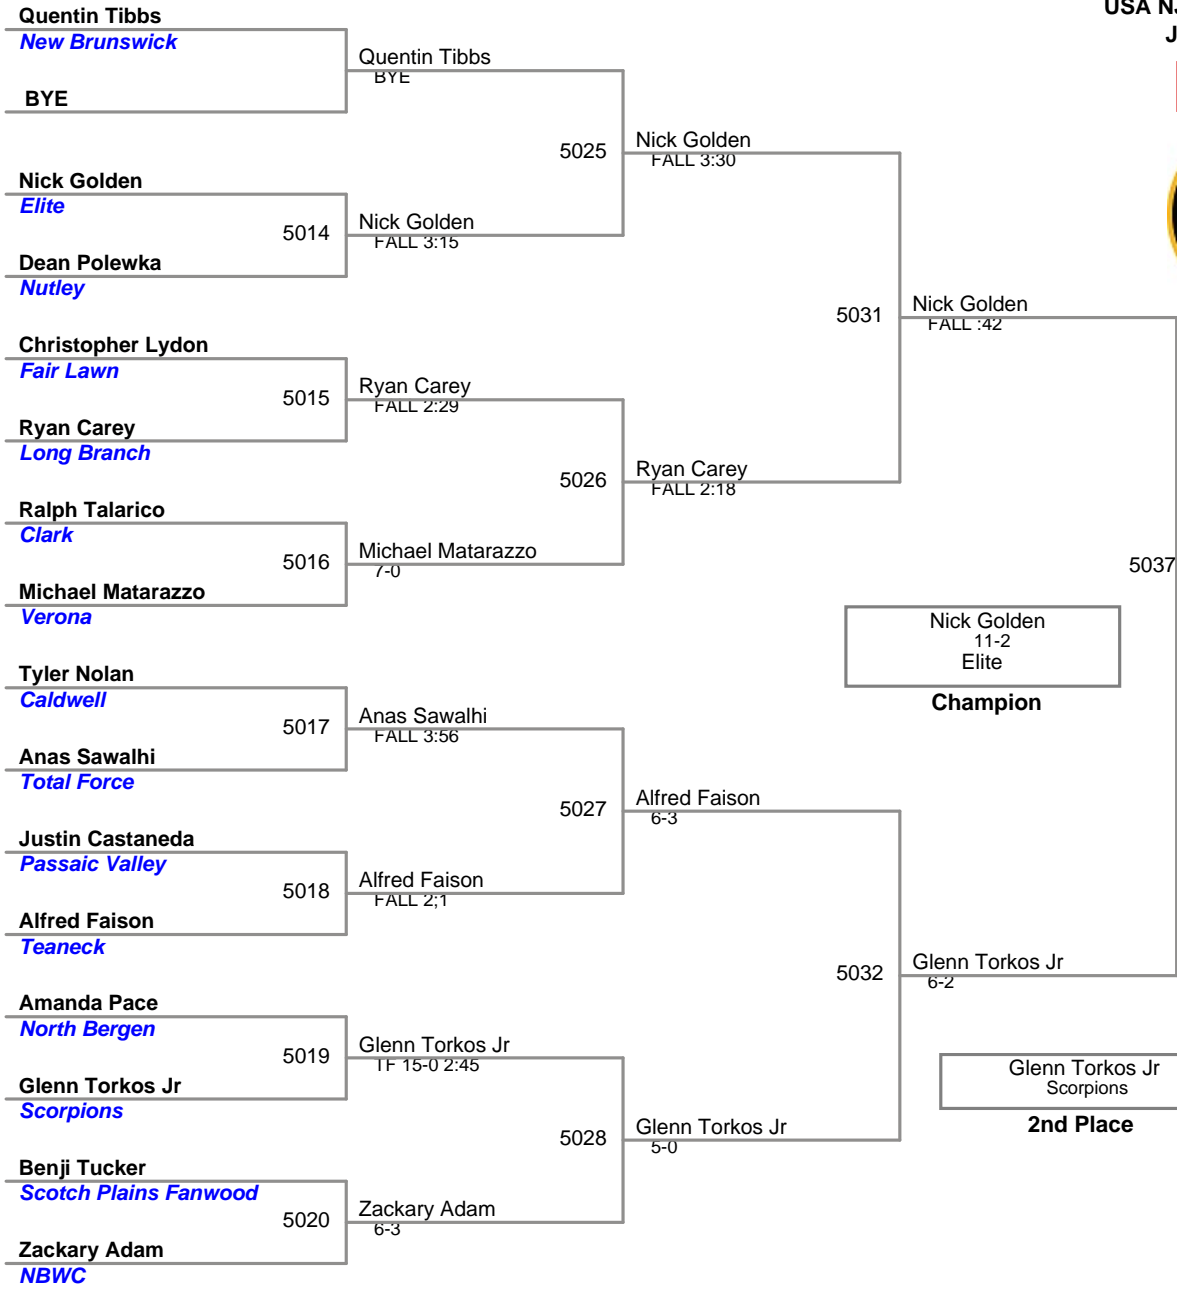 USA NJ
J
Quentin Tibbs
New Brunswick
BYE
Nick Golden
Elite
5014
Dean Polewka
Nutley
Christopher Lydon
Fair Lawn
5015
Ryan Carey
Long Branch
Ralph Talarico
Clark
5016
Michael Matarazzo
Verona
Tyler Nolan
Caldwell
5017
Anas Sawalhi
Total Force
Justin Castaneda
Passaic Valley
5018
Alfred Faison
Teaneck
Amanda Pace
North Bergen
5019
Glenn Torkos Jr
Scorpions
Benji Tucker
Scotch Plains Fanwood
5020
Zackary Adam
NBWC
Quentin Tibbs
BYE
5025
Nick Golden
FALL 3:15
Ryan Carey
FALL 2:29
5026
Michael Matarazzo
7-0
Anas Sawalhi
FALL 3:56
5027
Alfred Faison
FALL 2;1
Glenn Torkos Jr
TF 15-0 2:45
5028
Zackary Adam
6-3
Nick Golden
FALL 3:30
5031
Ryan Carey
FALL 2:18
Alfred Faison
6-3
5032
Glenn Torkos Jr
5-0
Nick Golden
FALL :42
5037
Glenn Torkos Jr
6-2
Nick Golden
11-2
Elite
Champion
Glenn Torkos Jr
Scorpions
2nd Place